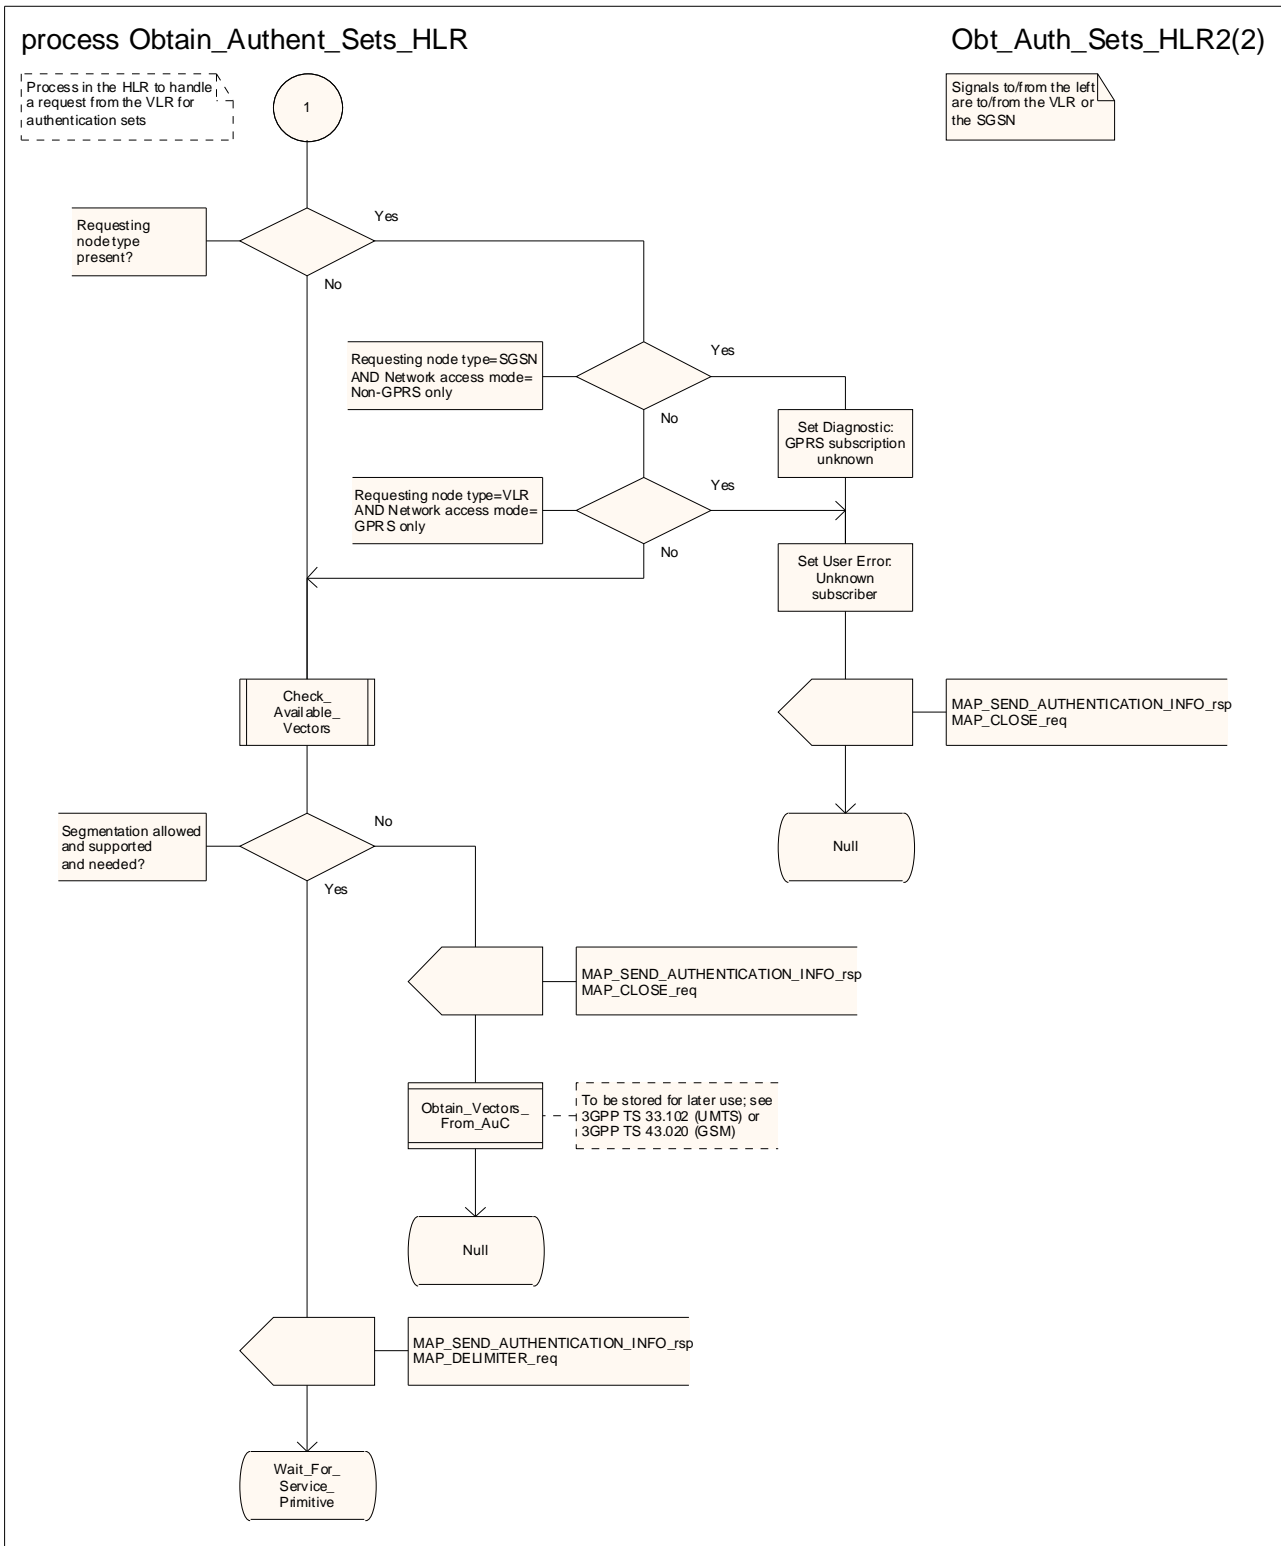 process Obtain_Authent_Sets_HLR
Obt_Auth_Sets_HLR2(2)
Process in the HLR to handle
a request from the VLR for
authentication sets
1
Signals to/from the left
are to/from the VLR or
the SGSN
Requesting
node type
present?
Yes
No
Requesting node type=SGSN
AND Network access mode=
Non-GPRS only
Yes
No
Set Diagnostic:
GPRS subscription
unknown
Requesting node type=VLR
AND Network access mode=
GPRS only
Yes
No
Set User Error:
Unknown
subscriber
Check_
Available_
Vectors
MAP_SEND_AUTHENTICATION_INFO_rsp
MAP_CLOSE_req
Segmentation allowed
and supported
and needed?
No
Yes
Null
MAP_SEND_AUTHENTICATION_INFO_rsp
MAP_CLOSE_req
Obtain_Vectors_
From_AuC
To be stored for later use; see
3GPP TS 33.102 (UMTS) or
3GPP TS 43.020 (GSM)
Null
MAP_SEND_AUTHENTICATION_INFO_rsp
MAP_DELIMITER_req
Wait_For_
Service_
Primitive